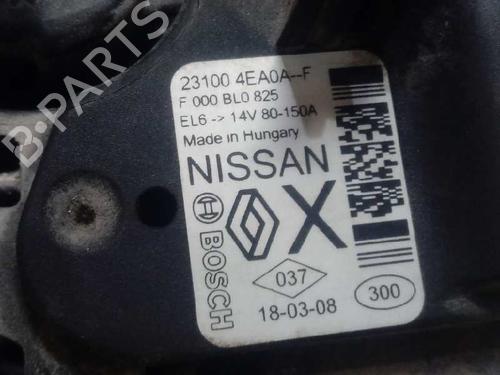 23100 4EA0A--F
F 000 BL0 825
EL6 -> 14V 80-150A
Made in Hungary
NISSAN
BOSCH
X
037
18-03-08
300
B-PARTS